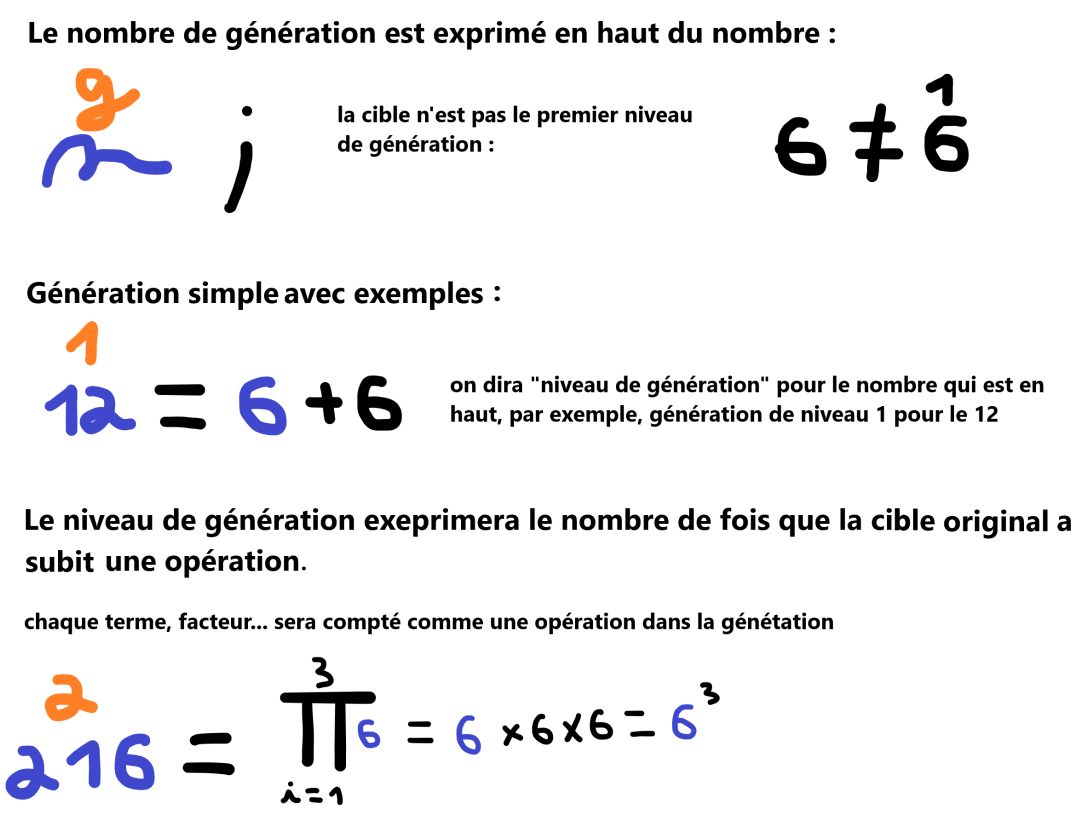 Le nombre de génération est exprimé en haut du nombre :
g
n ;
la cible n'est pas le premier niveau
de génération :
1
6 ≠ 6
Génération simple avec exemples :
1
12 = 6 + 6
on dira "niveau de génération" pour le nombre qui est en
haut, par exemple, génération de niveau 1 pour le 12
Le niveau de génération exeprimera le nombre de fois que la cible original a
subit une opération.
chaque terme, facteur... sera compté comme une opération dans la génétation
2 3 3
216 = ∏ 6 = 6 × 6 × 6 = 6
i=1